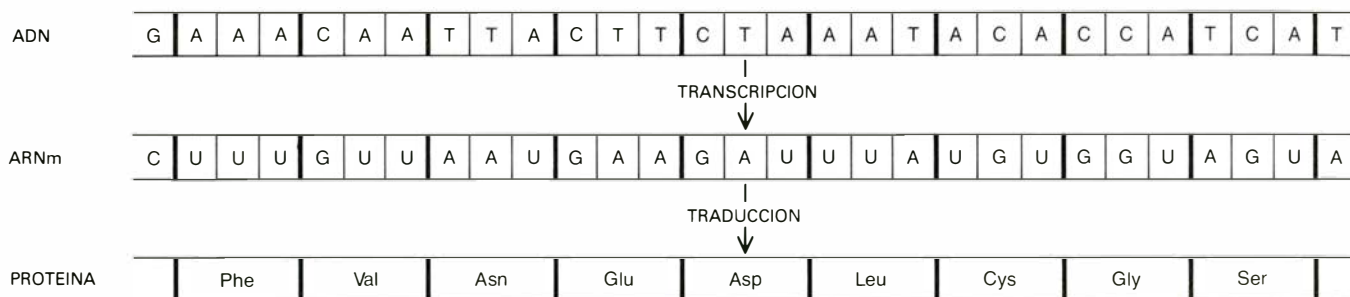 ADN G A A A C A A T T A C T T C T A A A T A C A C C A T C A T
TRANSCRIPCION
ARNm C U U U G U U A A U G A A G A U U U A U G U G G U A G U A
TRADUCCION
PROTEINA Phe Val Asn Glu Asp Leu Cys Gly Ser